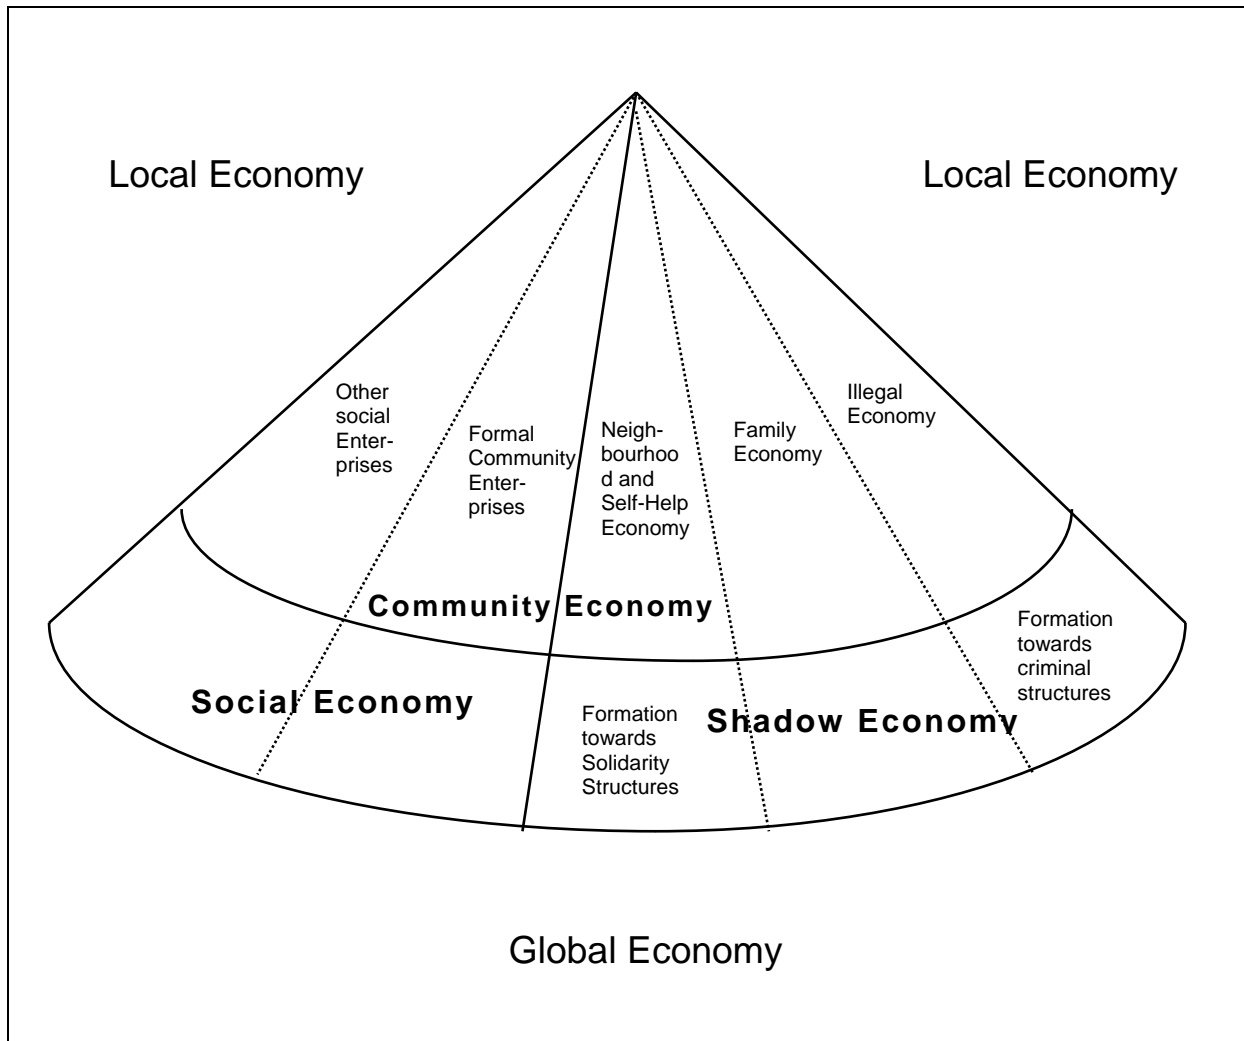 Local Economy
Local Economy
Other
social
Enter-
prises
Formal
Community
Enter-
prises
Neigh-
bourhoo
d and
Self-Help
Economy
Family
Economy
Illegal
Economy
Community Economy
Social Economy
Formation
towards
Solidarity
Structures
Shadow Economy
Formation
towards
criminal
structures
Global Economy